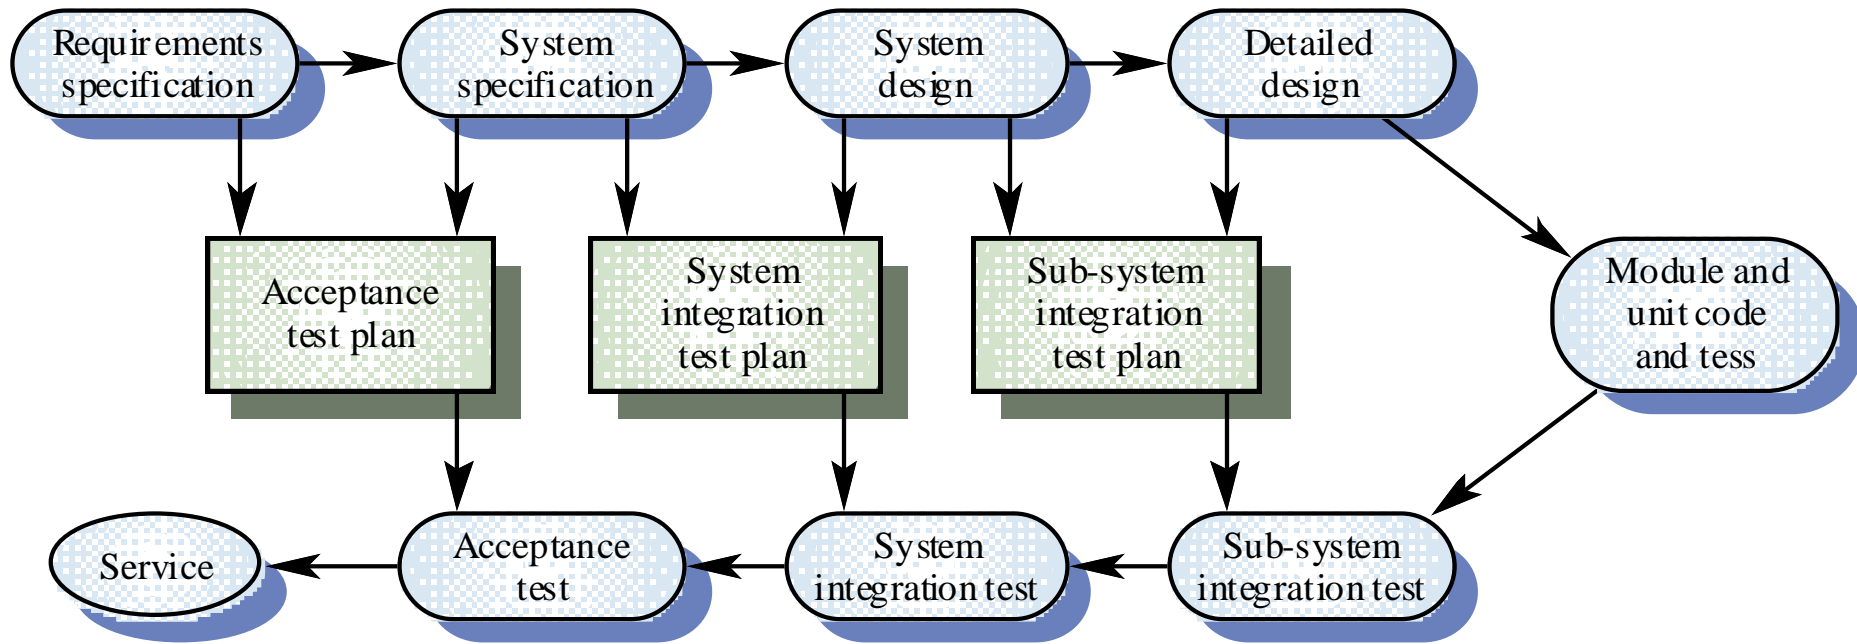 Requirements
specification
System
specification
System
design
Detailed
design
Acceptance
test plan
System
integration
test plan
Sub-system
integration
test plan
Module and
unit code
and tess
Service
Acceptance
test
System
integration test
Sub-system
integration test